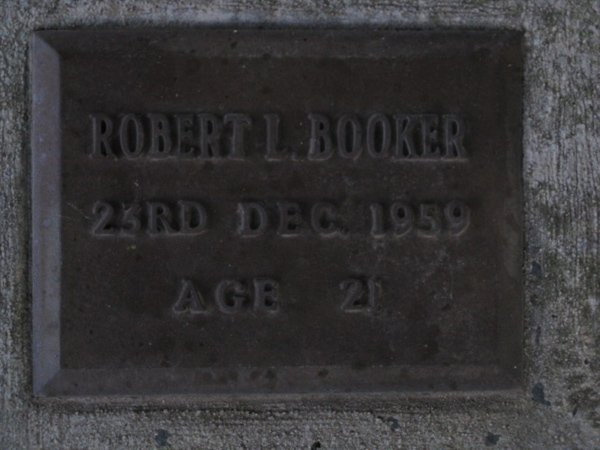 ROBERT L. BOOKER
23RD DEC. 1959
AGE 21